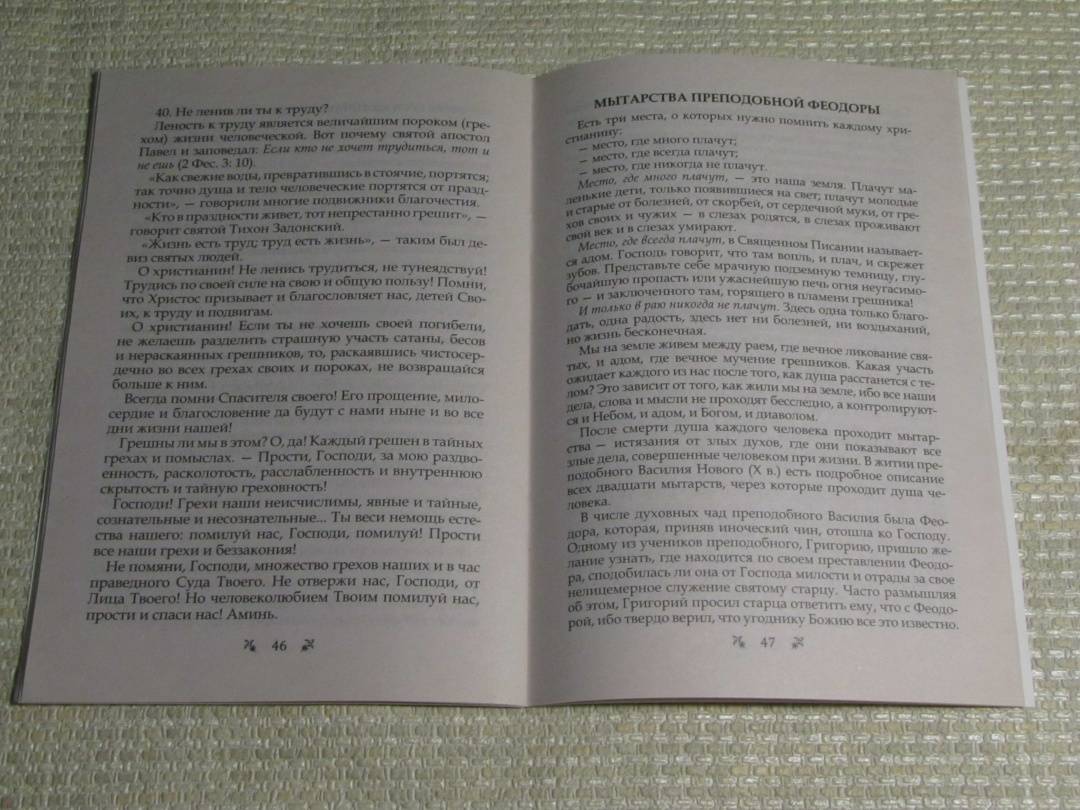 40. Не ленив ли ты к труду?
Леность к труду является величайшим пороком (гре-
хом) жизни человеческой. Вот почему святой апостол
Павел и заповедал: Если кто не хочет трудиться, тот и
не ешь (2 Фес. 3: 10).
«Как свежие воды, превратившись в стоячие, портятся;
так точно душа и тело человеческие портятся от празд-
ности», — говорили многие подвижники благочестия.
«Кто в праздности живет, тот непрестанно грешит», —
говорит святой Тихон Задонский.
«Жизнь есть труд; труд есть жизнь», — таким был де-
виз святых людей.
О христианин! Не ленись трудиться, не тунеядствуй!
Трудись по своей силе на свою и общую пользу! Помни,
что Христос призывает и благословляет нас, детей Сво-
их, к труду и подвигам.
О христианин! Если ты не хочешь своей погибели,
не желаешь разделить страшную участь сатаны, бесов
и нераскаянных грешников, то, раскаявшись чистосер-
дечно во всех грехах своих и пороках, не возвращайся
больше к ним.
Всегда помни Спасителя своего! Его прощение, мило-
сердие и благословение да будут с нами ныне и во все
дни жизни нашей!
Грешны ли мы в этом? О, да! Каждый грешен в тайных
грехах и помыслах. — Прости, Господи, за мою раздво-
енность, расколотость, расслабленность и внутреннюю
скрытость и тайную греховность!
Господи! Грехи наши неисчислимы, явные и тайные,
сознательные и несознательные... Ты веси немощь есте-
ства нашего: помилуй нас, Господи, помилуй! Прости
все наши грехи и беззакония!
Не помяни, Господи, множество грехов наших и в час
праведного Суда Твоего. Не отвержи нас, Господи, от
Лица Твоего! Но человеколюбием Твоим помилуй нас,
прости и спаси нас! Аминь.
46
МЫТАРСТВА ПРЕПОДОБНОЙ ФЕОДОРЫ
Есть три места, о которых нужно помнить каждому хри-
стианину:
— место, где много плачут;
— место, где всегда плачут;
— место, где никогда не плачут.
Место, где много плачут, — это наша земля. Плачут ма-
ленькие дети, только появившиеся на свет; плачут молодые
и старые от болезней, от скорбей, от сердечной муки, от гре-
хов своих и чужих — в слезах родятся, в слезах проживают
свой век и в слезах умирают.
Место, где всегда плачут, в Священном Писании называет-
ся адом. Господь говорит, что там вопль, и плач, и скрежет
зубов. Представьте себе мрачную подземную темницу, глу-
бочайшую пропасть или ужаснейшую печь огня неугасимо-
го — и заключенного там, горящего в пламени грешника!
И только в раю никогда не плачут. Здесь одна только благо-
дать, одна радость, здесь нет ни болезни, ни воздыханий,
но жизнь бесконечная.
Мы на земле живем между раем, где вечное ликование свя-
тых, и адом, где вечное мучение грешников. Какая участь
ожидает каждого из нас после того, как душа расстанется с те-
лом? Это зависит от того, как жили мы на земле, ибо все наши
дела, слова и мысли не проходят бесследно, а контролируют-
ся и Небом, и адом, и Богом, и диаволом.
После смерти душа каждого человека проходит мытар-
ства — истязания от злых духов, где они показывают все
злые дела, совершенные человеком при жизни. В житии пре-
подобного Василия Нового (X в.) есть подробное описание
всех двадцати мытарств, через которые проходит душа че-
ловека.
В числе духовных чад преподобного Василия была Фео-
дора, которая, приняв иноческий чин, отошла ко Господу.
Одному из учеников преподобного, Григорию, пришло же-
лание узнать, где находится по своем преставлении Феодо-
ра, сподобилась ли она от Господа милости и отрады за свое
нелицемерное служение святому старцу. Часто размышляя
об этом, Григорий просил старца ответить ему, что с Феодо-
рой, ибо твердо верил, что угоднику Божию все это известно.
47